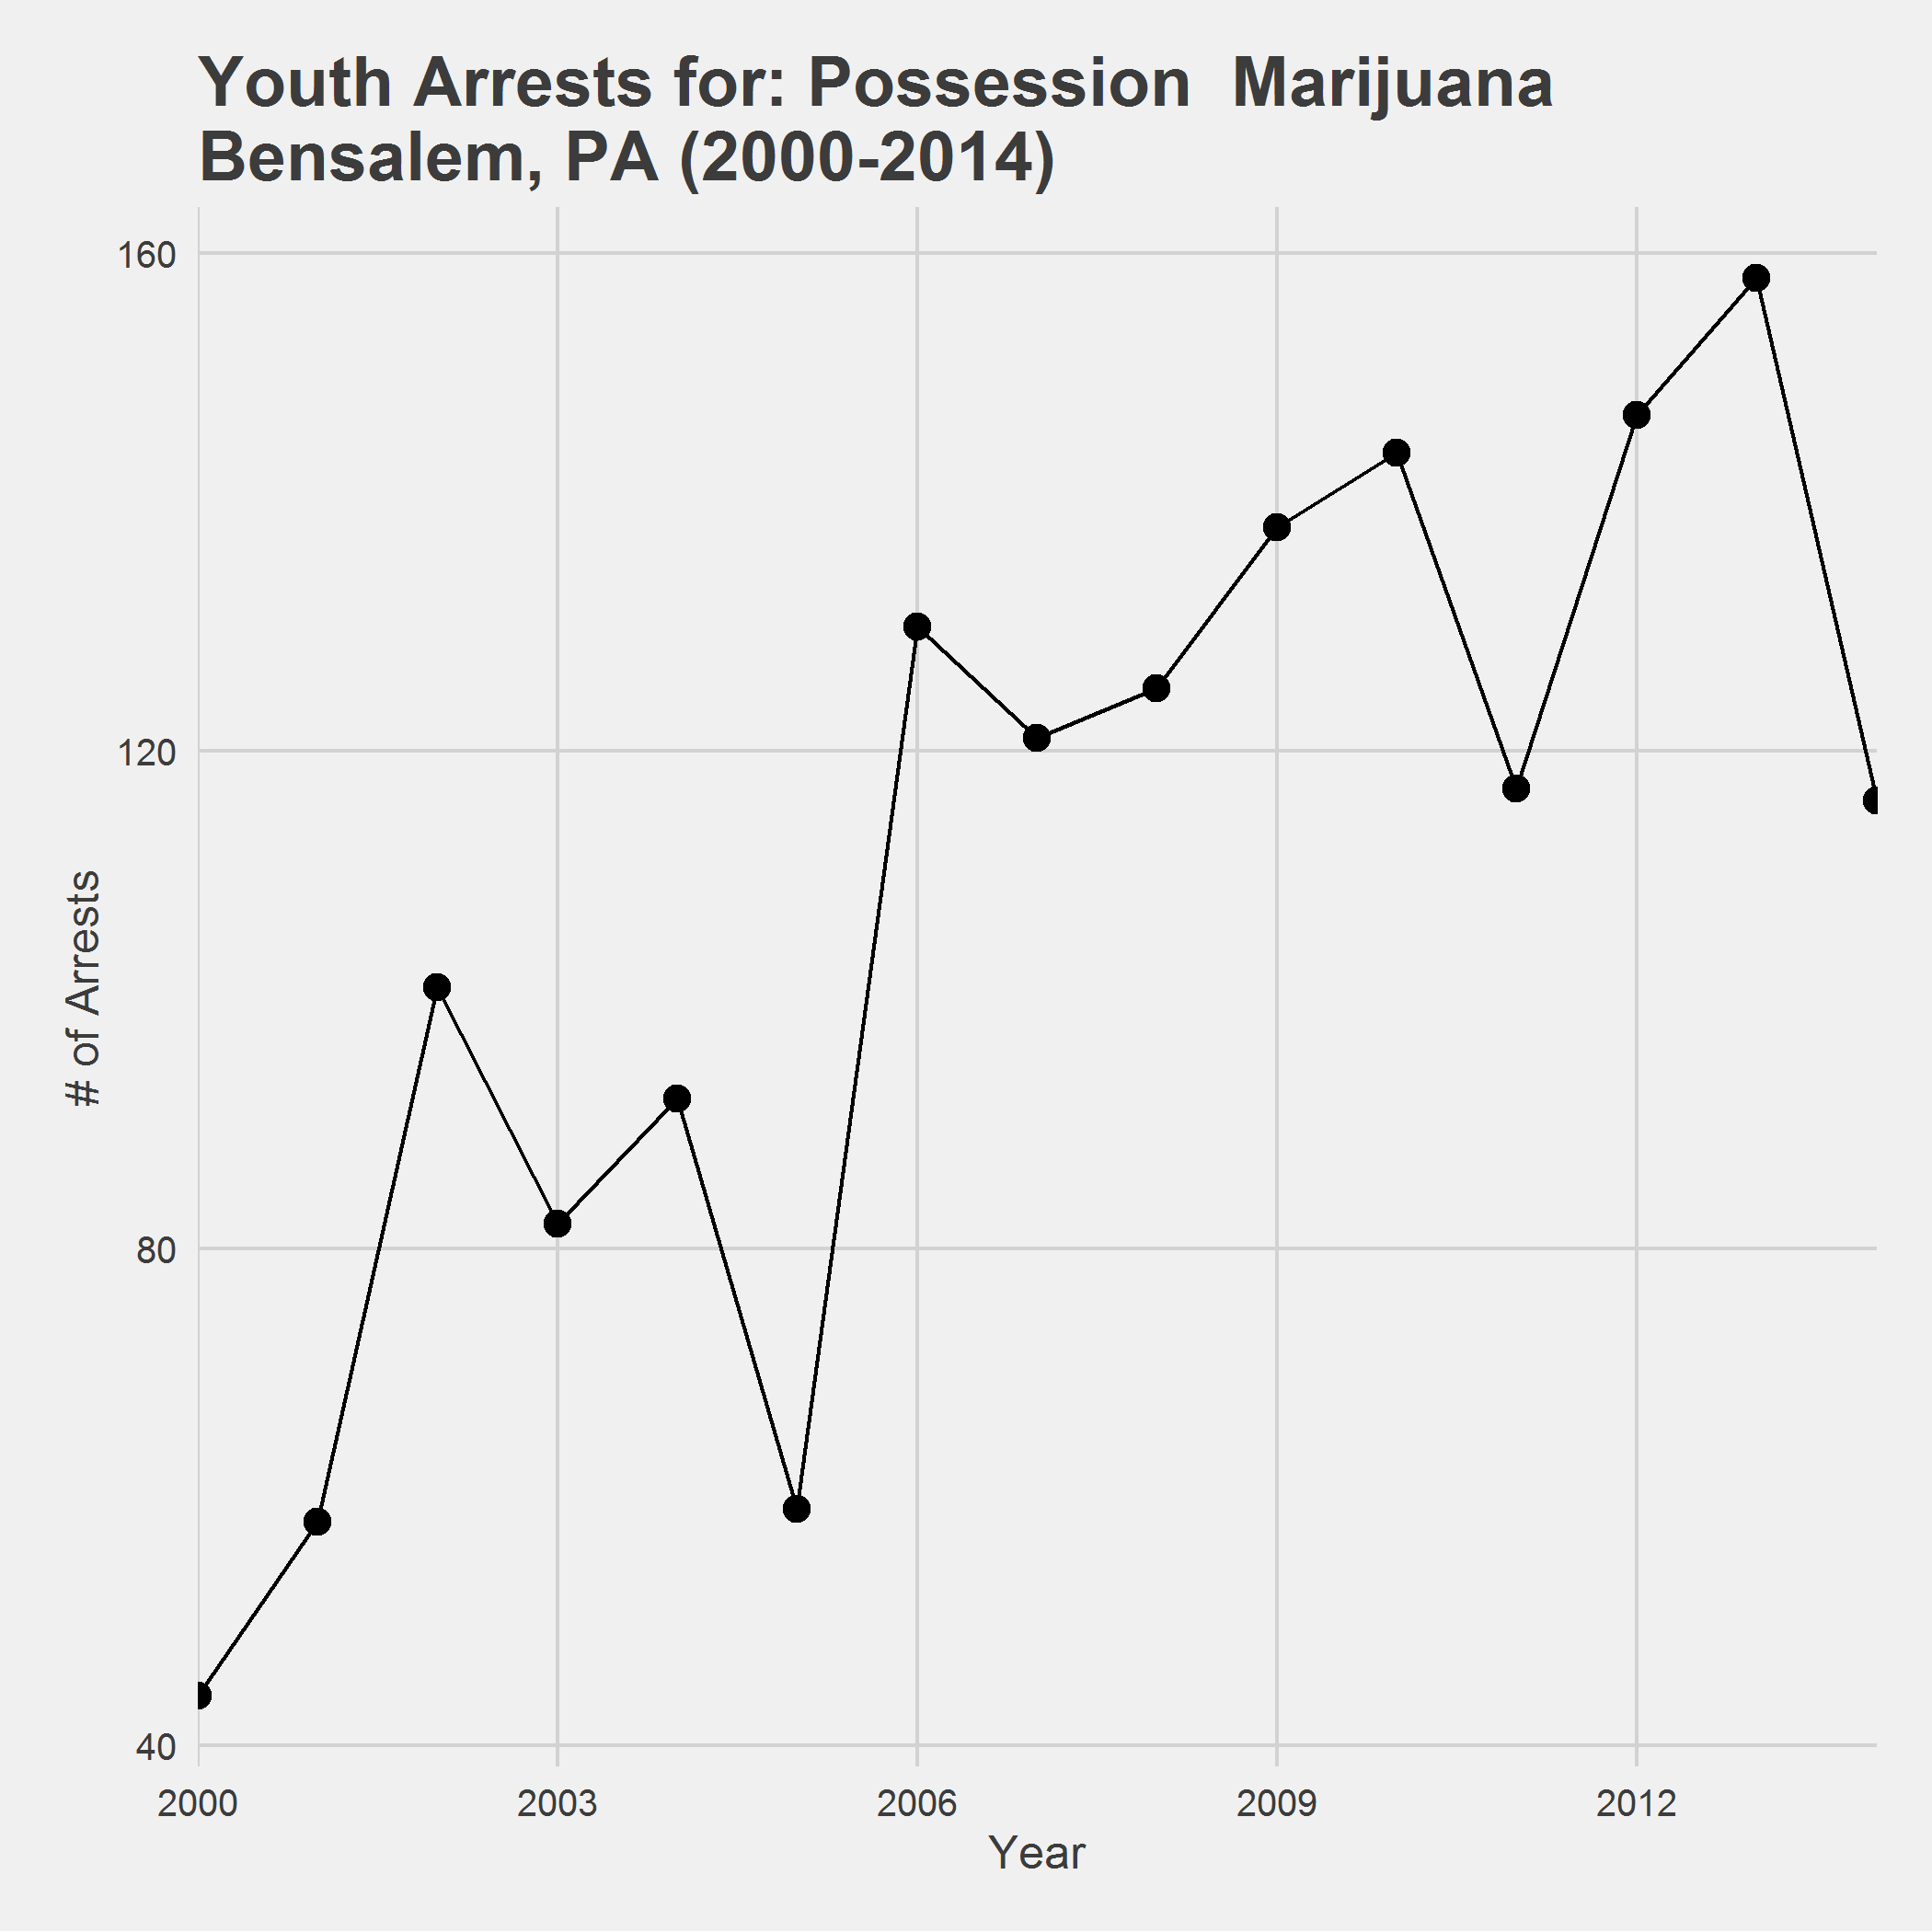 Youth Arrests for: Possession  Marijuana
Bensalem, PA (2000-2014)
160
120
80
40
# of Arrests
2000 2003 2006 2009 2012
Year